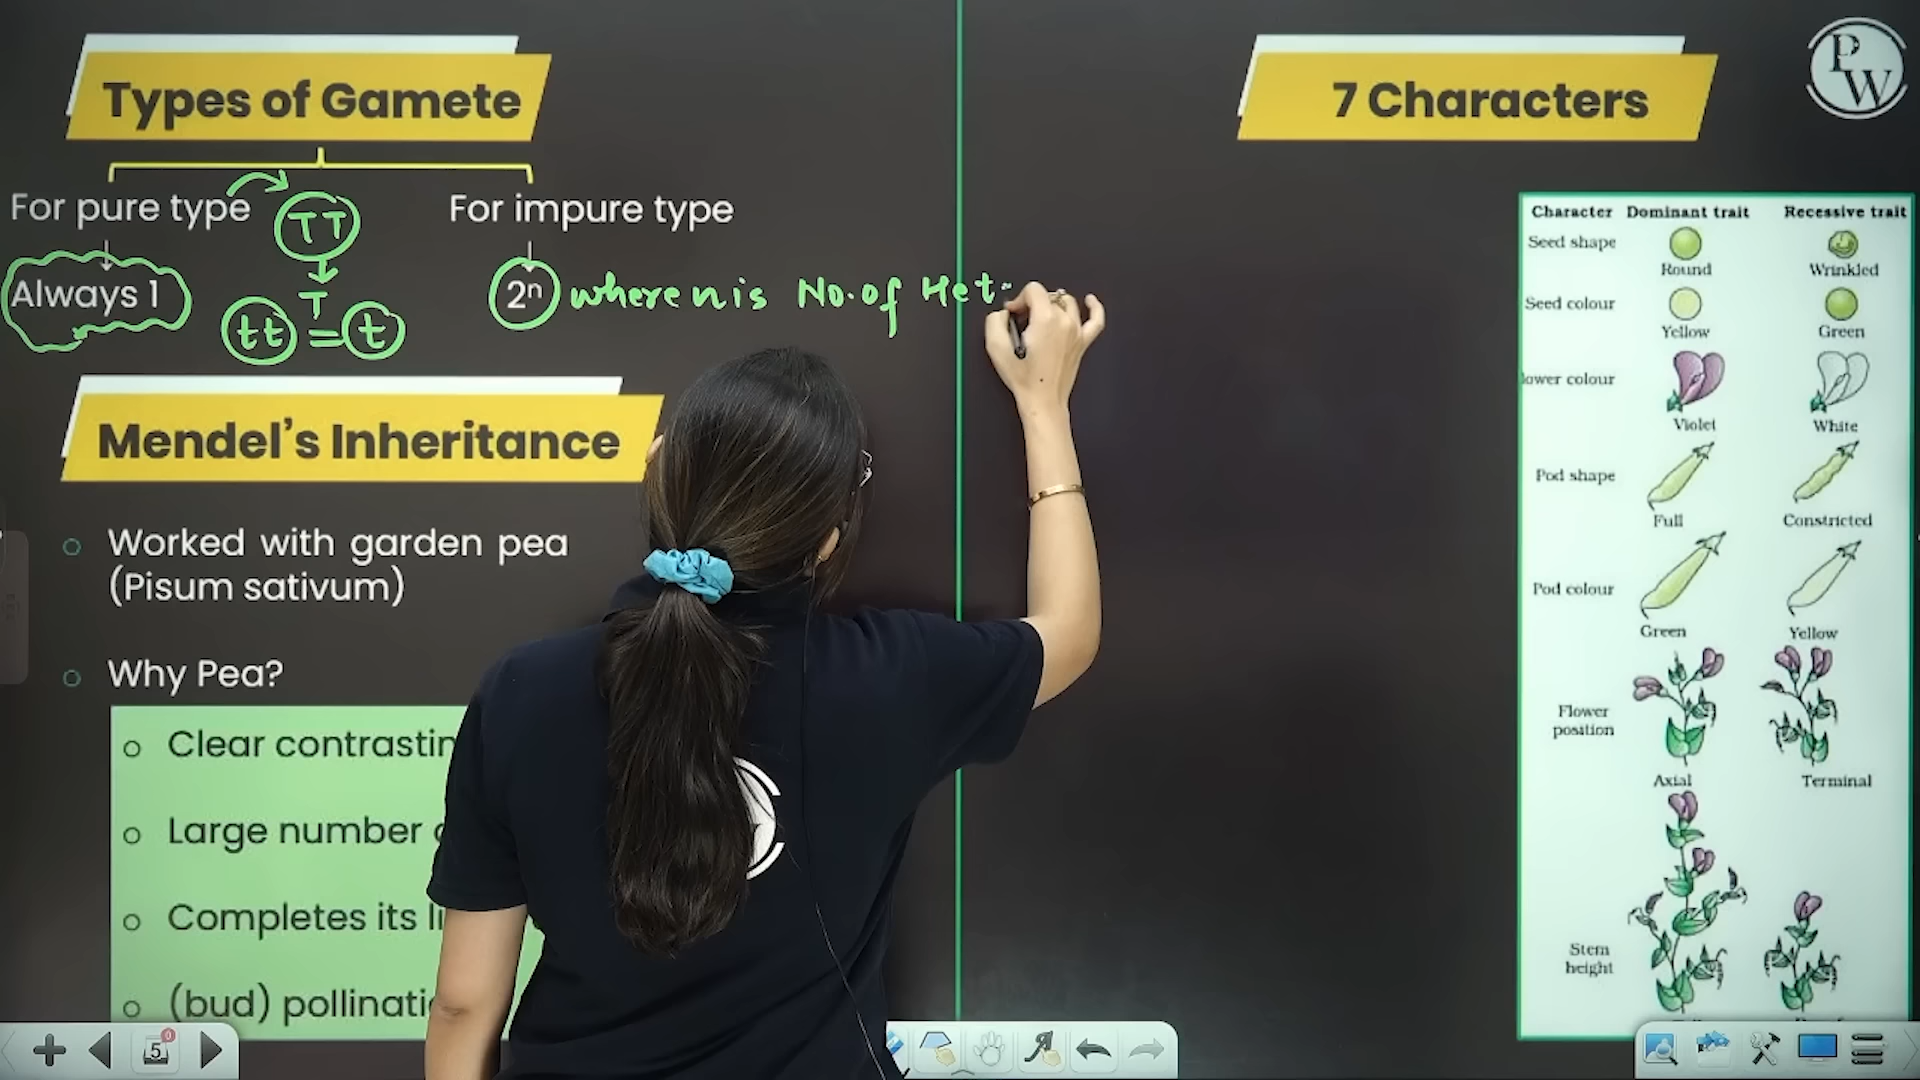 Types of Gamete
For pure type
TT
For impure type
Always 1
T
tt = t
2ⁿ where n is No. of Het
Mendel's Inheritance
Worked with garden pea
(Pisum sativum)
Why Pea?
Clear
Large number
Completes its
(bud)
7 Characters
PW
Character Dominant trait Recessive trait
Seed shape
Round Wrinkled
Seed colour
Yellow Green
lower colour
Violet White
Pod shape
Full Constricted
Pod colour
Green Yellow
Flower
position
Axial Terminal
Stem
height
5
0